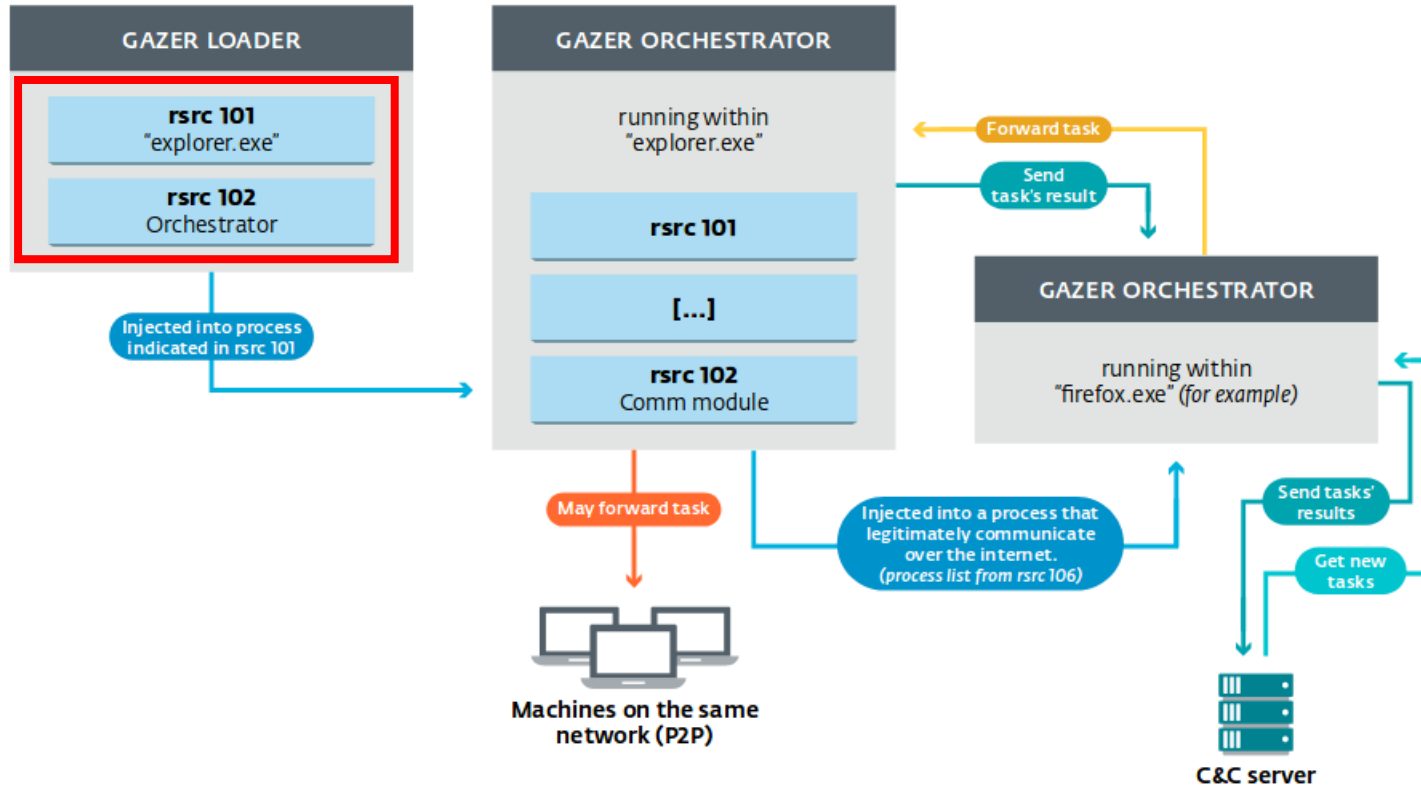 GAZER LOADER
rsrc 101
"explorer.exe"
rsrc 102
Orchestrator
Injected into process
indicated in rsrc 101
GAZER ORCHESTRATOR
running within
"explorer.exe"
rsrc 101
[...]
rsrc 102
Comm module
Forward task
Send
task's result
GAZER ORCHESTRATOR
running within
"firefox.exe" (for example)
May forward task
Injected into a process that
legitimately communicate
over the internet.
(process list from rsrc 106)
Send tasks'
results
Get new
tasks
Machines on the same
network (P2P)
C&C server